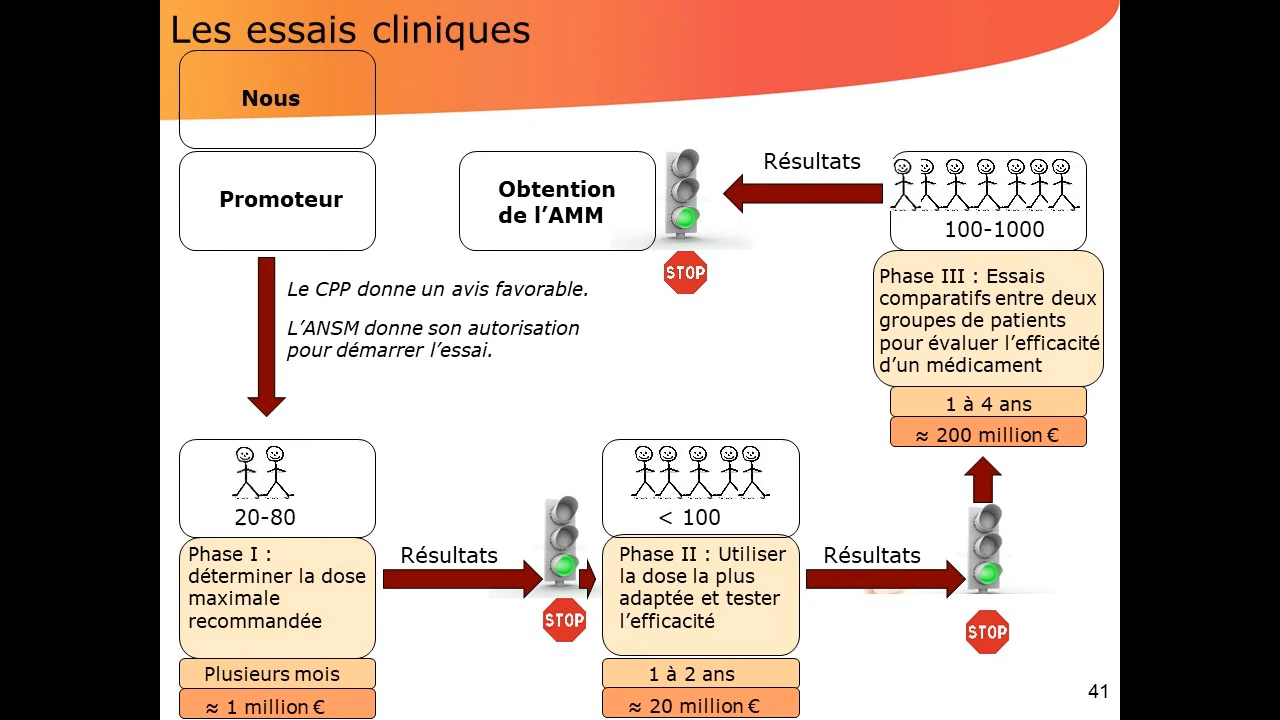 Les essais cliniques
Nous
Promoteur
Le CPP donne un avis favorable.
L’ANSM donne son autorisation
pour démarrer l’essai.
20-80
Phase I :
déterminer la dose
maximale
recommandée
Plusieurs mois
≈ 1 million €
Résultats
STOP
< 100
Phase II : Utiliser
la dose la plus
adaptée et tester
l’efficacité
1 à 2 ans
≈ 20 million €
Résultats
STOP
100-1000
Phase III : Essais
comparatifs entre deux
groupes de patients
pour évaluer l’efficacité
d’un médicament
1 à 4 ans
≈ 200 million €
Résultats
STOP
Obtention
de l’AMM
41